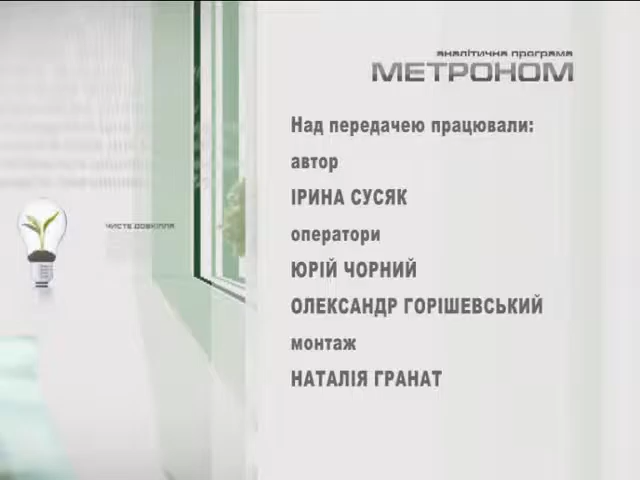 аналітична програма
МЕТРОНОМ
Над передачею працювали:
автор
ІРИНА СУСЯК
оператори
ЮРІЙ ЧОРНИЙ
ОЛЕКСАНДР ГОРІШЕВСЬКИЙ
монтаж
НАТАЛІЯ ГРАНАТ
ЧИСТЕ ДОВКІЛЛЯ